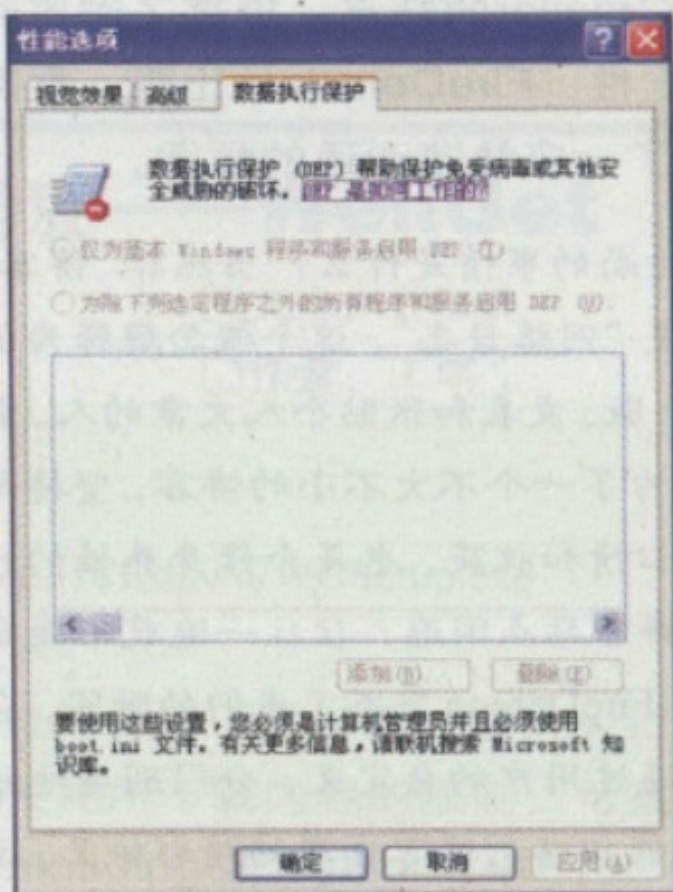 性能选项
视觉效果 高级 数据执行保护
数据执行保护 (DEP) 帮助保护免受病毒或其他安
全威胁的破坏。DEP 是如何工作的?
仅为基本 Windows 程序和服务启用 DEP (T)
为除下列选定程序之外的所有程序和服务启用 DEP (U):
添加(D) 删除(R)
要使用这些设置，您必须是计算机管理员并且必须使用
boot.ini 文件。有关更多信息，请联机搜索 Microsoft 知
识库。
确定 取消 应用(A)